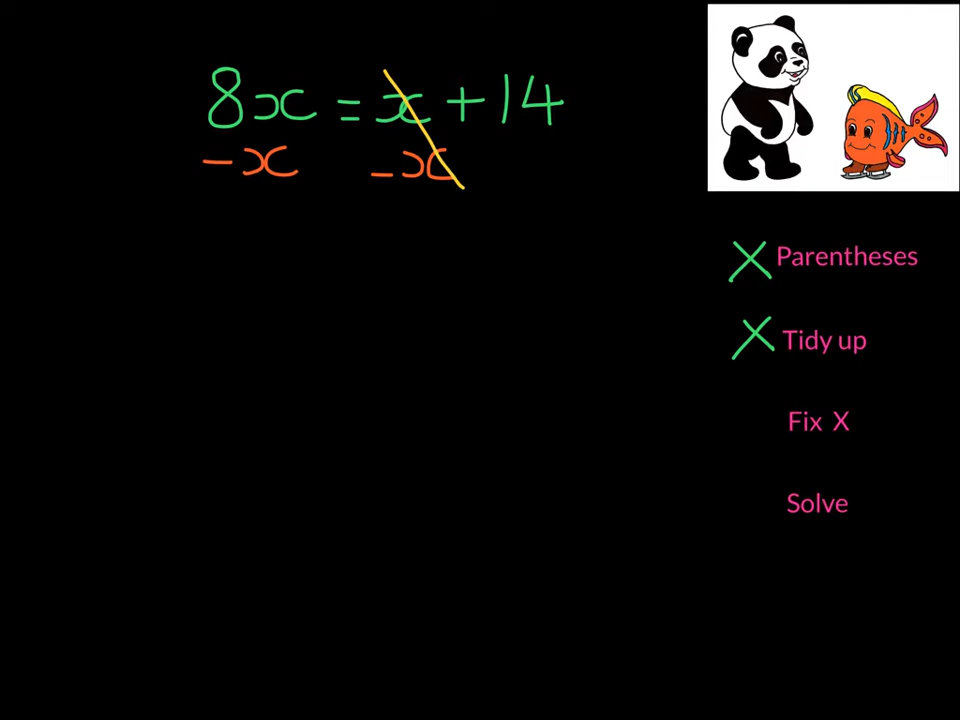 8x = x + 14
-x -x
Parentheses
Tidy up
Fix X
Solve